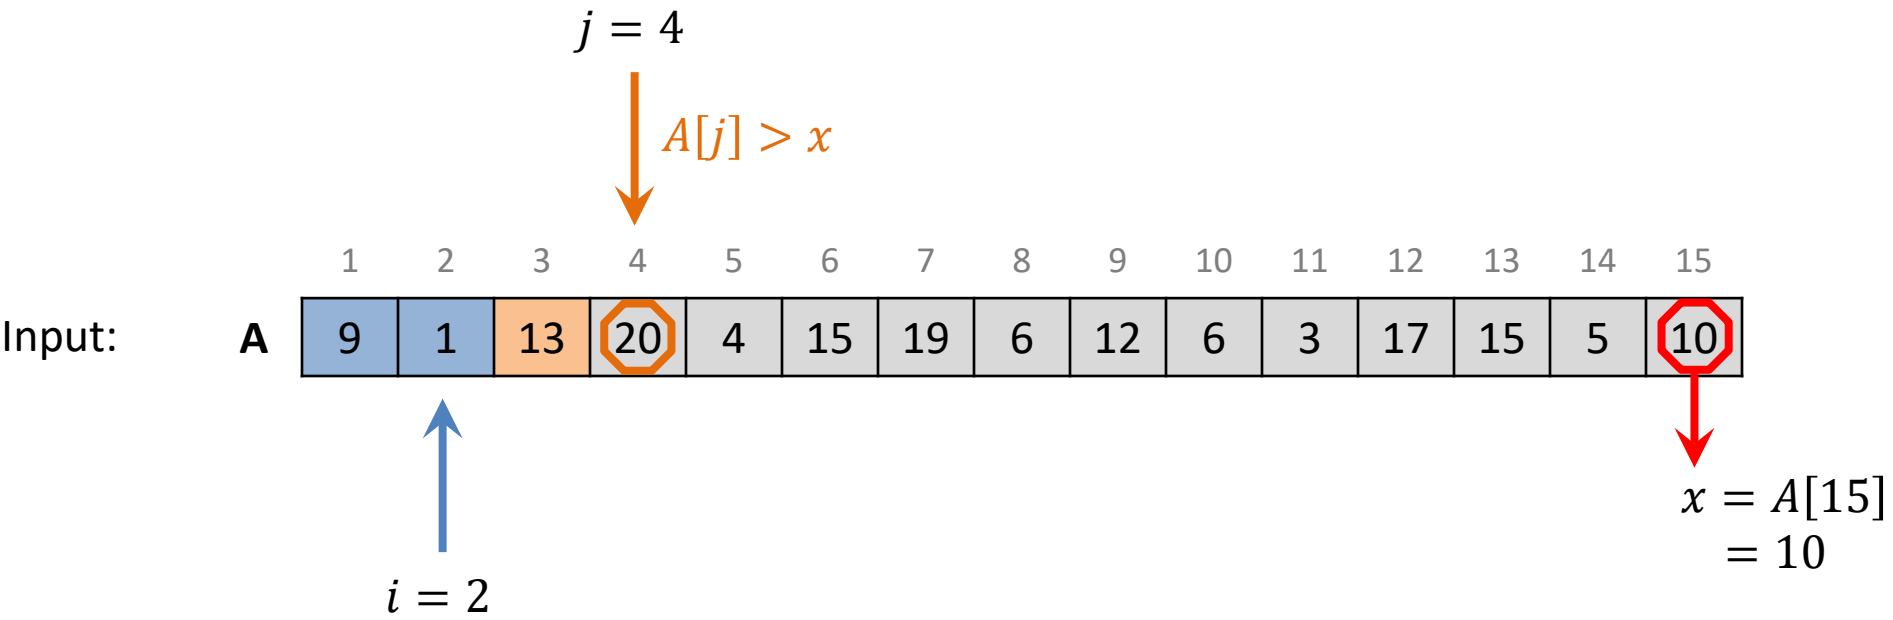 j = 4
A[j] > x
1 2 3 4 5 6 7 8 9 10 11 12 13 14 15
Input: A 9 1 13 20 4 15 19 6 12 6 3 17 15 5 10
x = A[15]
= 10
i = 2